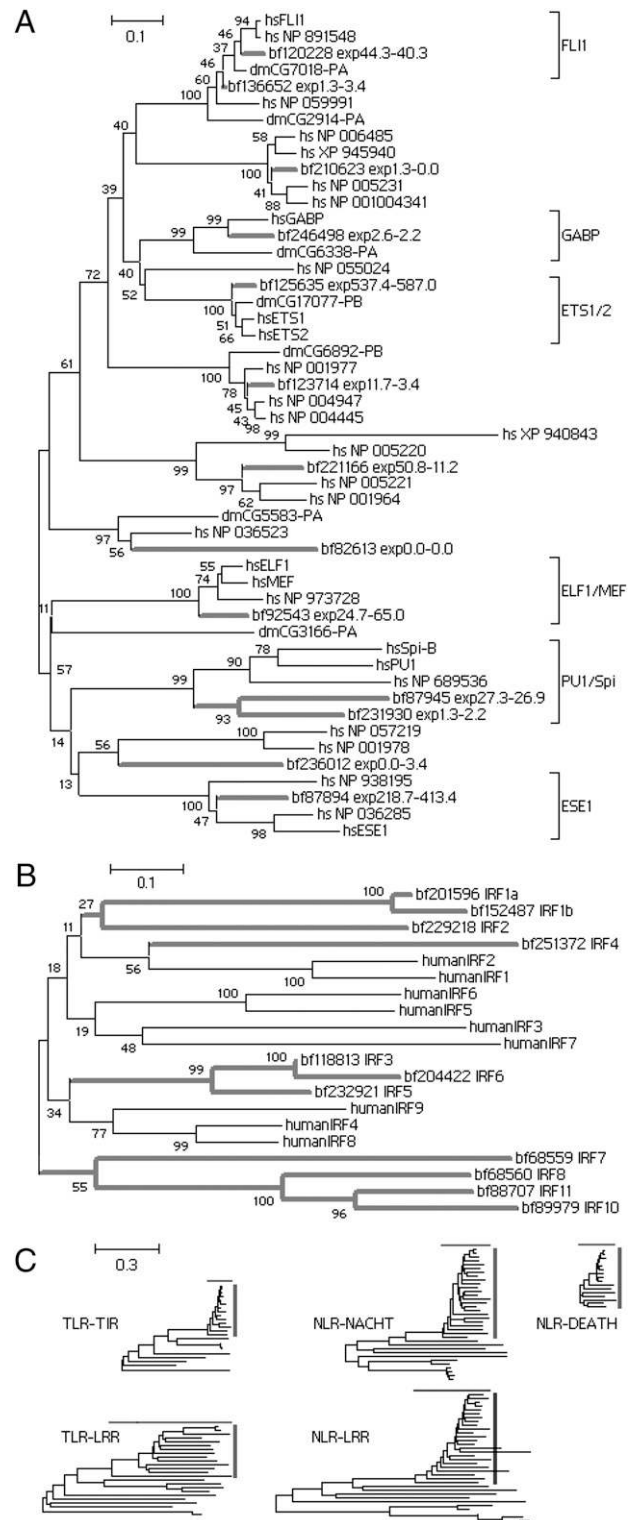 A
0.1
94
hsFLI1
46
hs NP 891548
37
bf120228 exp44.3-40.3
46
dmCG7018-PA
60
bf136652 exp1.3-3.4
100
hs NP 059991
dmCG2914-PA
FLI1
40
58
hs NP 006485
hs XP 945940
100
bf210623 exp1.3-0.0
41
hs NP 005231
88
hs NP 001004341
39
99
hsGABP
99
bf246498 exp2.6-2.2
dmCG6338-PA
GABP
40
hs NP 055024
52
bf125635 exp537.4-587.0
100
dmCG17077-PB
51
hsETS1
66
hsETS2
ETS1/2
72
dmCG6892-PB
100
hs NP 001977
78
bf123714 exp11.7-3.4
45
hs NP 004947
43
98
hs NP 004445
61
99
hs XP 940843
hs NP 005220
99
bf221166 exp50.8-11.2
97
hs NP 005221
62
hs NP 001964
dmCG5583-PA
97
hs NP 036523
56
bf82613 exp0.0-0.0
55
hsELF1
74
hsMEF
100
hs NP 973728
bf92543 exp24.7-65.0
ELF1/MEF
11
dmCG3166-PA
57
78
hsSpi-B
90
hsPU1
99
hs NP 689536
bf87945 exp27.3-26.9
93
bf231930 exp1.3-2.2
PU1/Spi
14
100
hs NP 057219
56
hs NP 001978
bf236012 exp0.0-3.4
13
hs NP 938195
100
bf87894 exp218.7-413.4
47
hs NP 036285
98
hsESE1
ESE1
B
0.1
27
100
bf201596 IRF1a
bf152487 IRF1b
11
bf229218 IRF2
bf251372 IRF4
56
humanIRF2
100
humanIRF1
18
100
humanIRF6
humanIRF5
19
humanIRF3
48
humanIRF7
99
100
bf118813 IRF3
bf204422 IRF6
bf232921 IRF5
34
humanIRF9
77
humanIRF4
99
humanIRF8
bf68559 IRF7
55
bf68560 IRF8
100
bf88707 IRF11
96
bf89979 IRF10
C
0.3
TLR-TIR
NLR-NACHT
NLR-DEATH
TLR-LRR
NLR-LRR